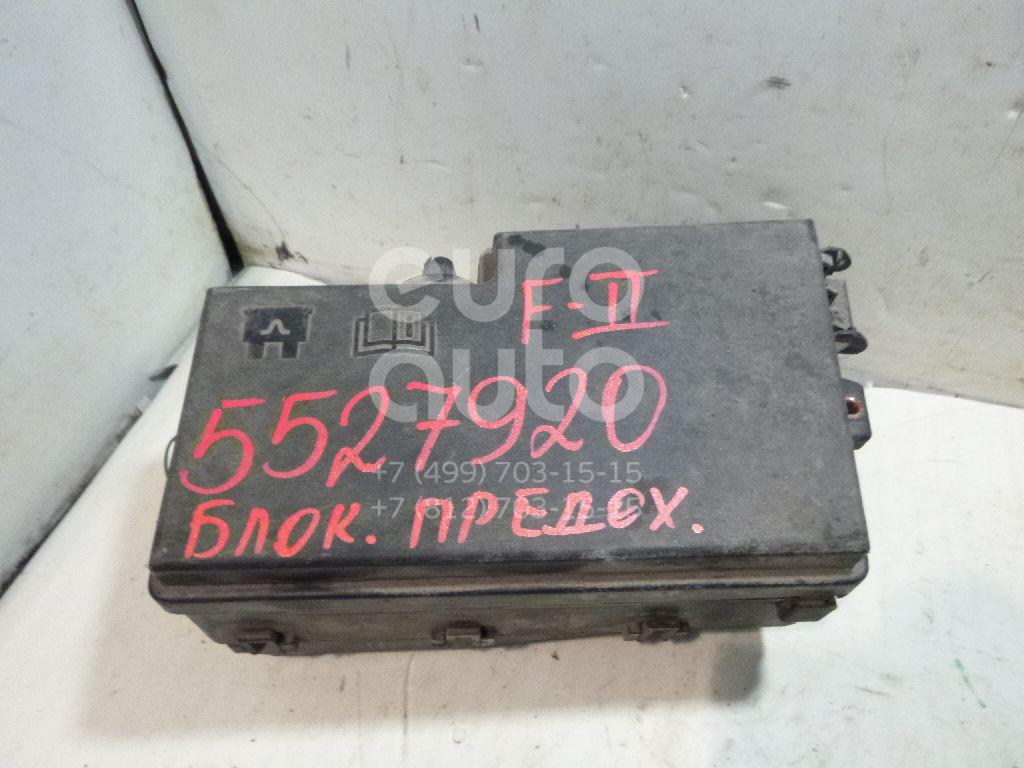 euro
auto
F-II
5527920
+7 (499) 703-15-15
БЛОК. ПРЕДОХ.